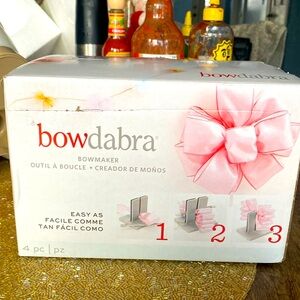 bowdabra
bowdabra
BOWMAKER
OUTIL À BOUCLE • CREADOR DE MOÑOS
EASY AS
FACILE COMME
TAN FÁCIL COMO
1 2 3
4 pc | pz